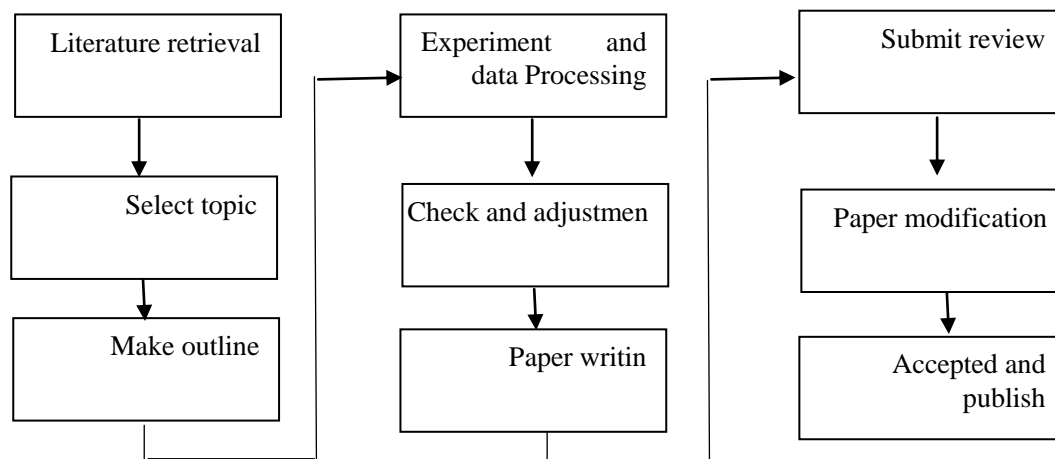 Literature retrieval
Select topic
Make outline
Experiment and
data Processing
Check and adjustmen
Paper writin
Submit review
Paper modification
Accepted and
publish